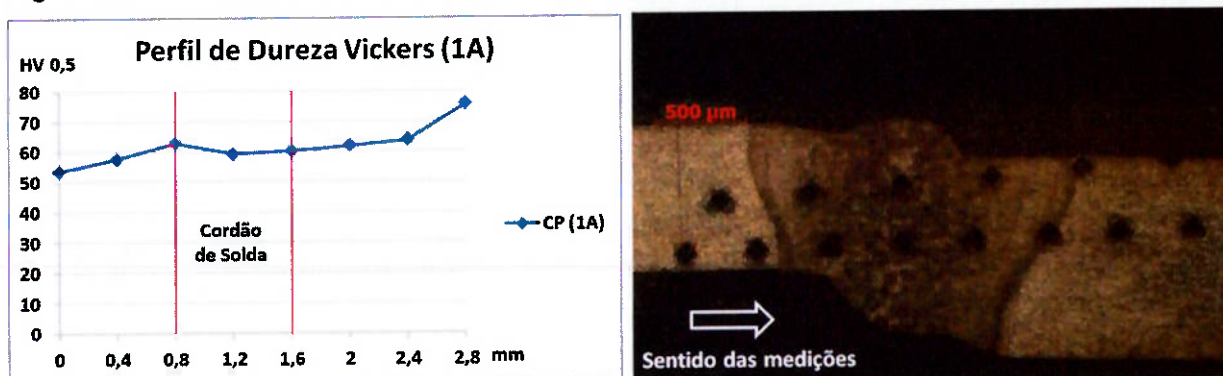 Perfil de Dureza Vickers (1A)
HV 0,5
80
70
60
50
40
30
20
10
0
Cordão
de Solda
CP (1A)
0 0,4 0,8 1,2 1,6 2 2,4 2,8 mm
500 µm
Sentido das medições